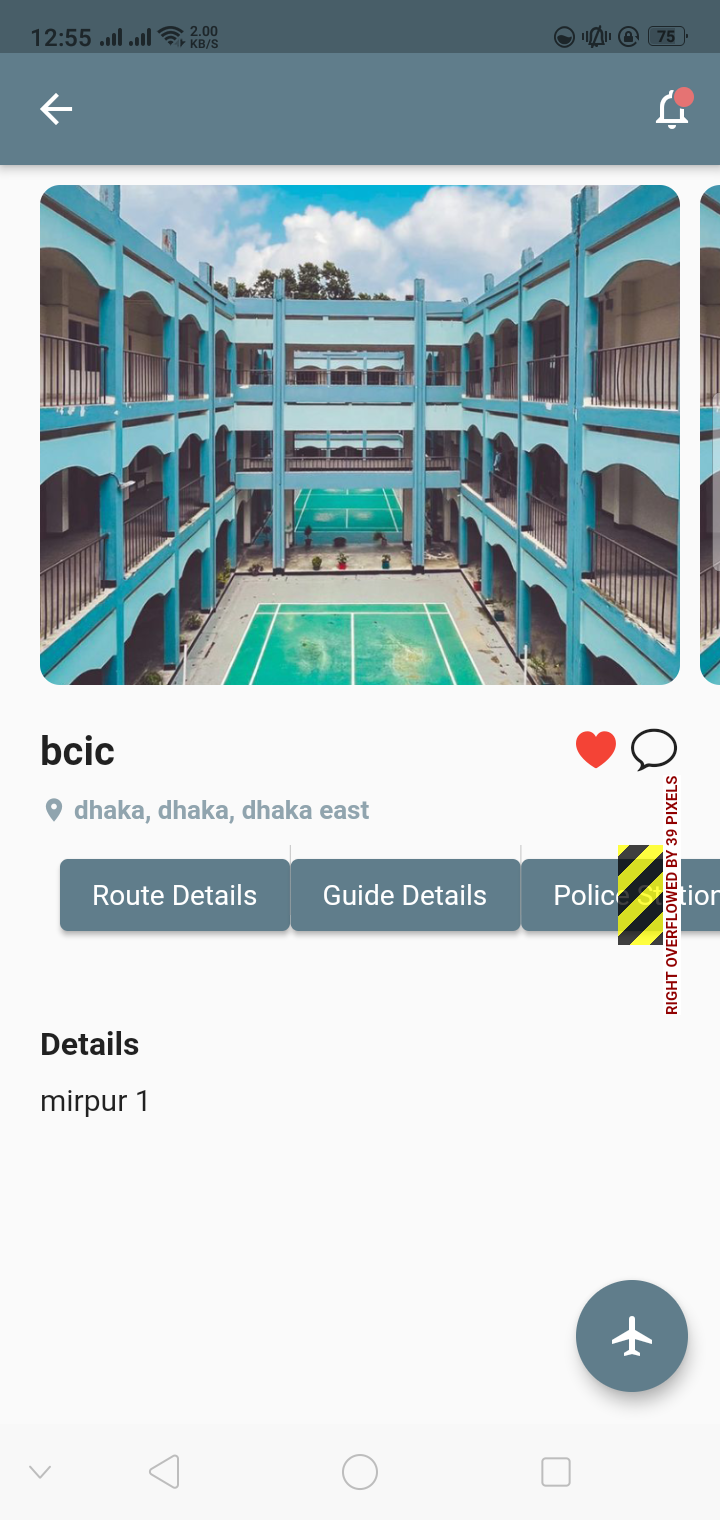 12:55
2.00
KB/S
75
bcic
dhaka, dhaka, dhaka east
RIGHT OVERFLOWED BY 39 PIXELS
Route Details
Guide Details
Police
Details
mirpur 1